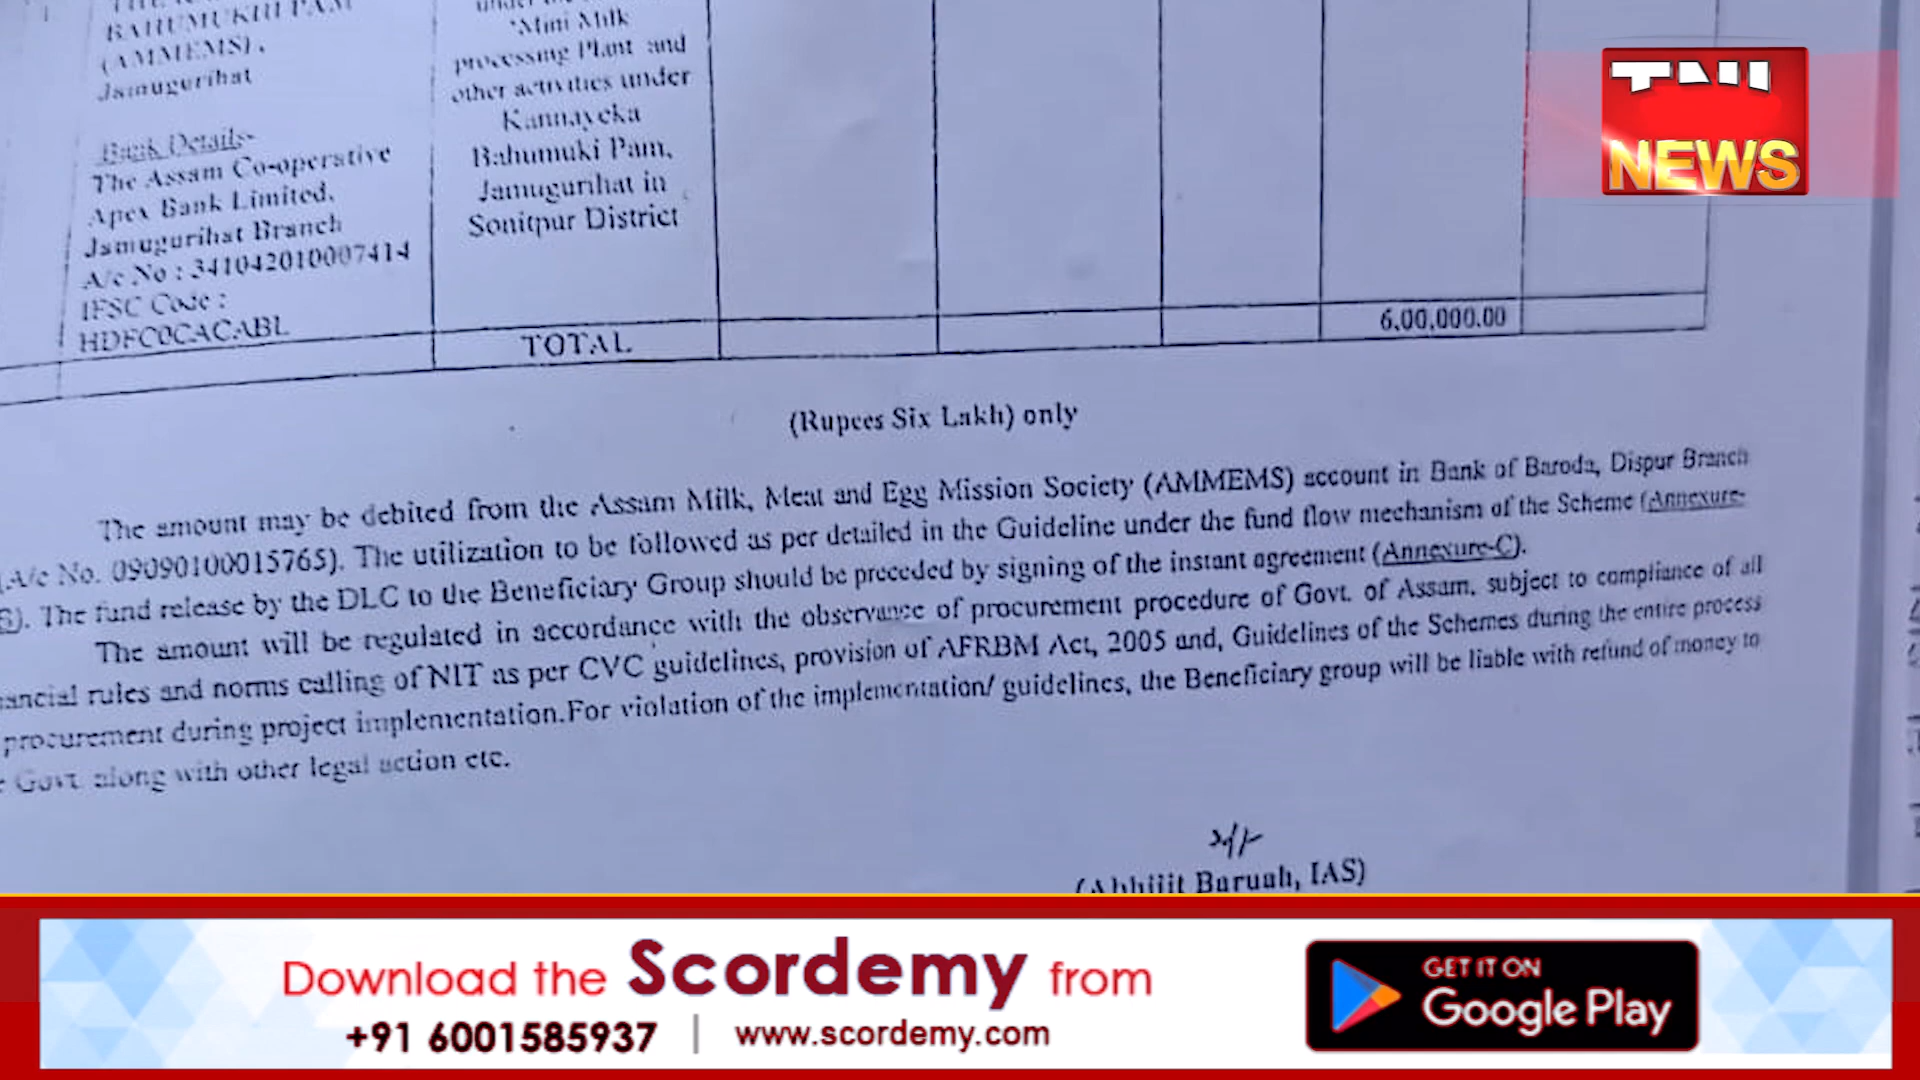 BAHUMUKHI PAM
(AMMEMS),
Jamugurihat
Bank Details-
The Assam Co-operative
Apex Bank Limited,
Jamugurihat Branch
A/c No : 341042010007414
IFSC Code :
HDFC0CACABL
'Mini Milk
processing Plant and
other activities under
Kannayeka
Bahumuki Pam,
Jamugurihat in
Sonitpur District
TOTAL
6,00,000.00
(Rupees Six Lakh) only
The amount may be debited from the Assam Milk, Meat and Egg Mission Society (AMMEMS) account in Bank of Baroda, Dispur Branch
(A/c No. 09090100015765). The utilization to be followed as per detailed in the Guideline under the fund flow mechanism of the Scheme (Annexure-
). The fund release by the DLC to the Beneficiary Group should be preceded by signing of the instant agreement (Annexure-C).
The amount will be regulated in accordance with the observance of procurement procedure of Govt. of Assam, subject to compliance of all
ancial rules and norms calling of NIT as per CVC guidelines, provision of AFRBM Act, 2005 and, Guidelines of the Schemes during the entire process
procurement during project implementation.For violation of the implementation/ guidelines, the Beneficiary group will be liable with refund of money to
Govt. along with other legal action etc.
(Abhijit Baruah, IAS)
NEWS
Download the Scordemy from
+91 6001585937 | www.scordemy.com
GET IT ON
Google Play